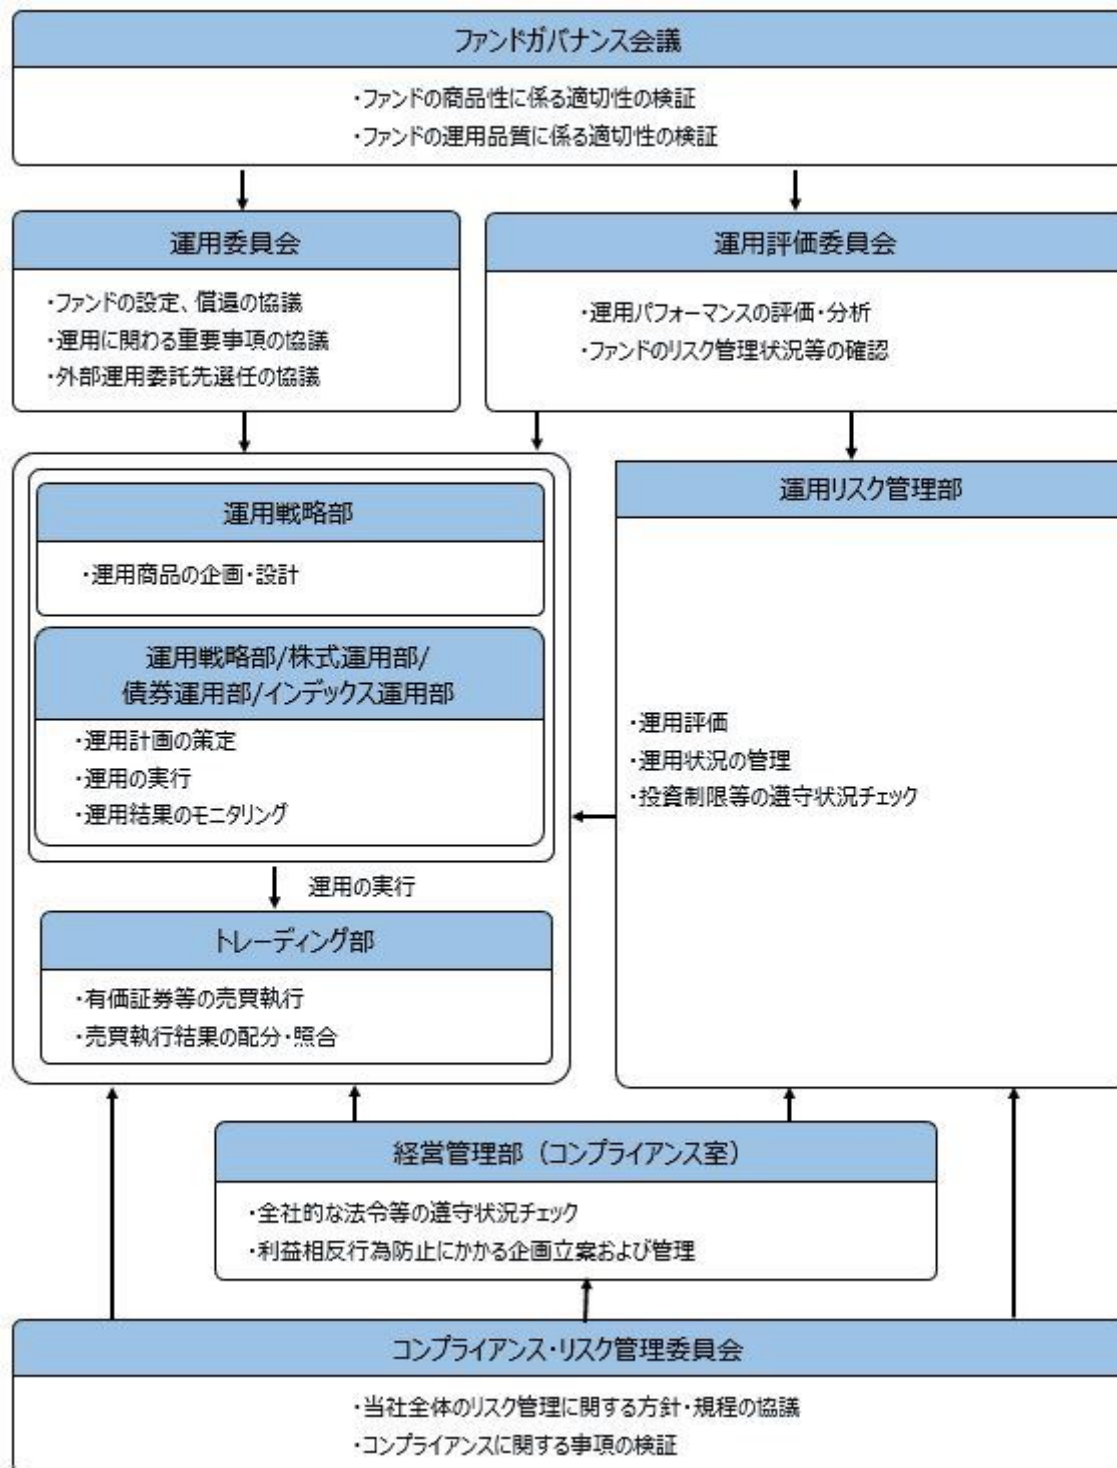 ファンドガバナンス会議
・ファンドの商品性に係る適切性の検証
・ファンドの運用品質に係る適切性の検証
運用委員会
・ファンドの設定、償還の協議
・運用に関わる重要事項の協議
・外部運用委託先選任の協議
運用評価委員会
・運用パフォーマンスの評価・分析
・ファンドのリスク管理状況等の確認
運用戦略部
・運用商品の企画・設計
運用戦略部/株式運用部/
債券運用部/インデックス運用部
・運用計画の策定
・運用の実行
・運用結果のモニタリング
運用の実行
トレーディング部
・有価証券等の売買執行
・売買執行結果の配分・照合
運用リスク管理部
・運用評価
・運用状況の管理
・投資制限等の遵守状況チェック
経営管理部（コンプライアンス室）
・全社的な法令等の遵守状況チェック
・利益相反行為防止にかかる企画立案および管理
コンプライアンス・リスク管理委員会
・当社全体のリスク管理に関する方針・規程の協議
・コンプライアンスに関する事項の検証